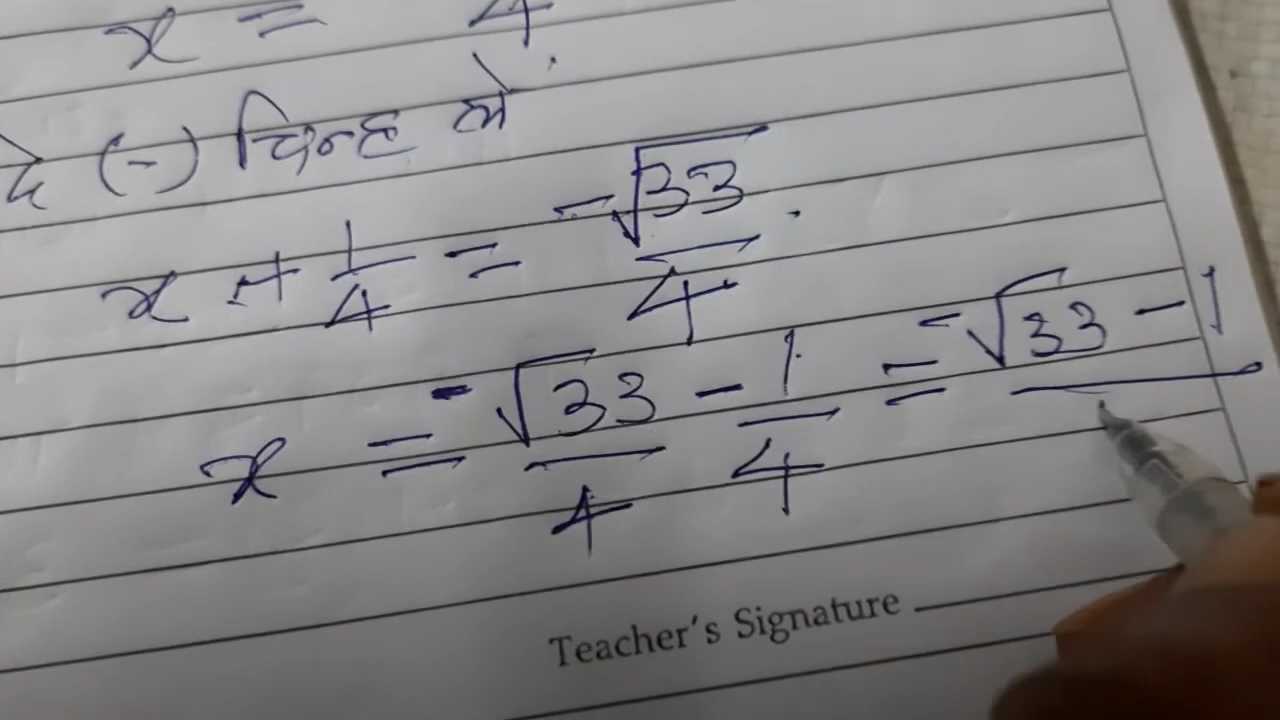 x = 4
दे (-) चिन्ह ले.
x + 1/4 = -√33/4.
x = -√33/4 - 1/4 = -√33 - 1
Teacher's Signature